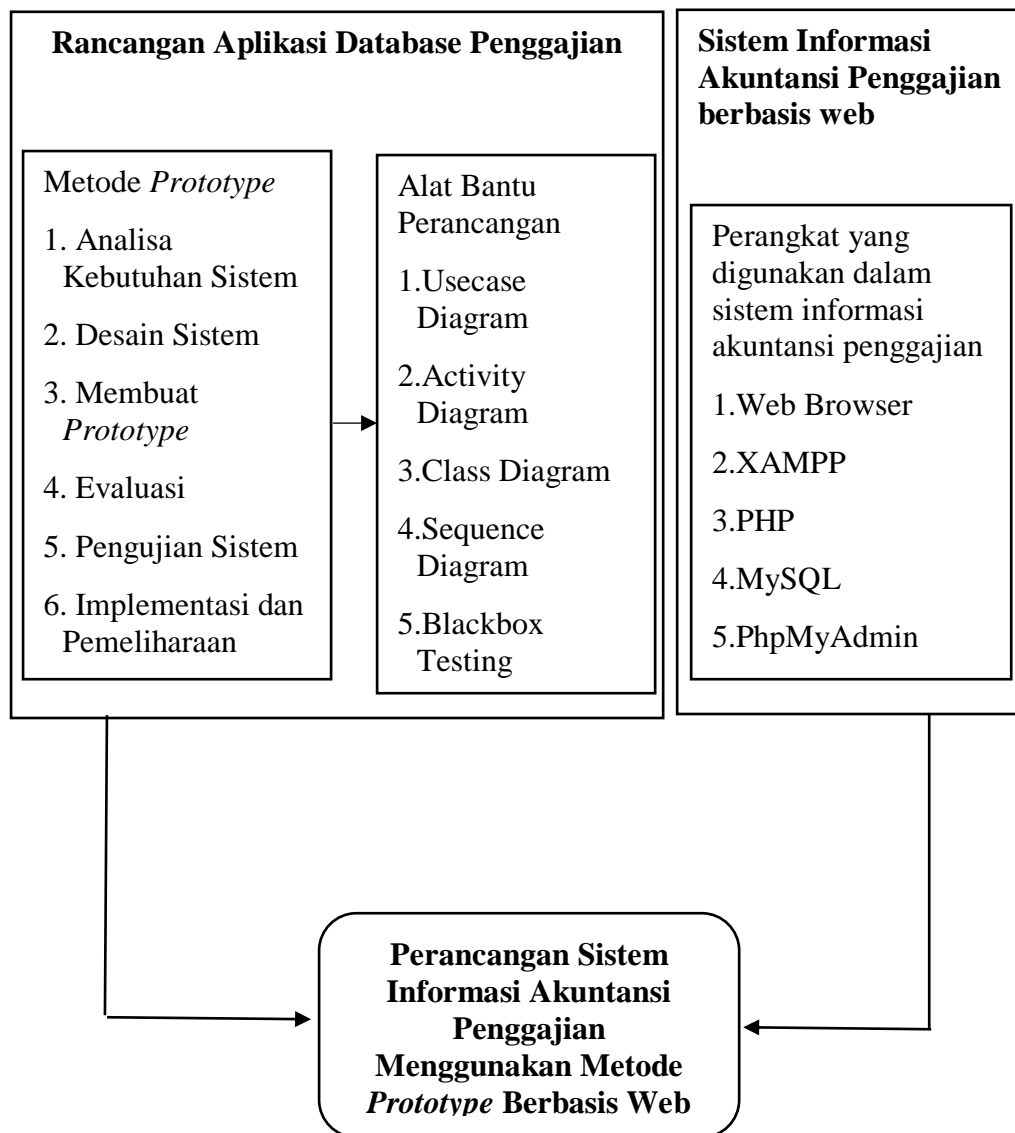 Rancangan Aplikasi Database Penggajian
Metode Prototype
1. Analisa
Kebutuhan Sistem
2. Desain Sistem
3. Membuat
Prototype
4. Evaluasi
5. Pengujian Sistem
6. Implementasi dan
Pemeliharaan
Alat Bantu
Perancangan
1.Usecase
Diagram
2.Activity
Diagram
3.Class Diagram
4.Sequence
Diagram
5.Blackbox
Testing
Sistem Informasi
Akuntansi Penggajian
berbasis web
Perangkat yang
digunakan dalam
sistem informasi
akuntansi penggajian
1.Web Browser
2.XAMPP
3.PHP
4.MySQL
5.PhpMyAdmin
Perancangan Sistem
Informasi Akuntansi
Penggajian
Menggunakan Metode
Prototype Berbasis Web